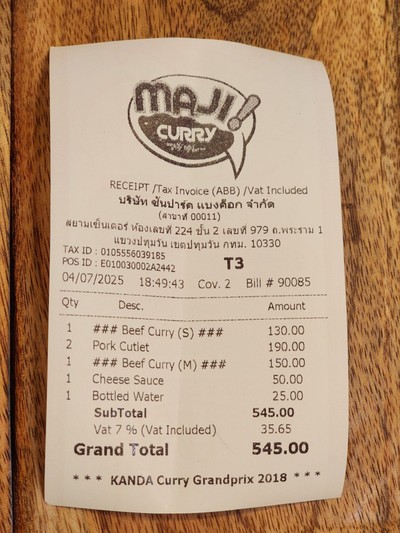 MAJI!
CURRY
RECEIPT /Tax Invoice (ABB) /Vat Included
บริษัท ซันปาร์ค แบงค็อก จำกัด
(สาขาที่ 00011)
สยามเซ็นเตอร์ ห้องเลขที่ 224 ชั้น 2 เลขที่ 979 ถ.พระราม 1
แขวงปทุมวัน เขตปทุมวัน กทม. 10330
TAX ID : 0105556039185
POS ID : E010030002A2442 T3
04/07/2025 18:49:43 Cov. 2 Bill # 90085
Qty Desc. Amount
1 ### Beef Curry (S) ### 130.00
2 Pork Cutlet 190.00
1 ### Beef Curry (M) ### 150.00
1 Cheese Sauce 50.00
1 Bottled Water 25.00
SubTotal 545.00
Vat 7 % (Vat Included) 35.65
Grand Total 545.00
* * * KANDA Curry Grandprix 2018 * * *